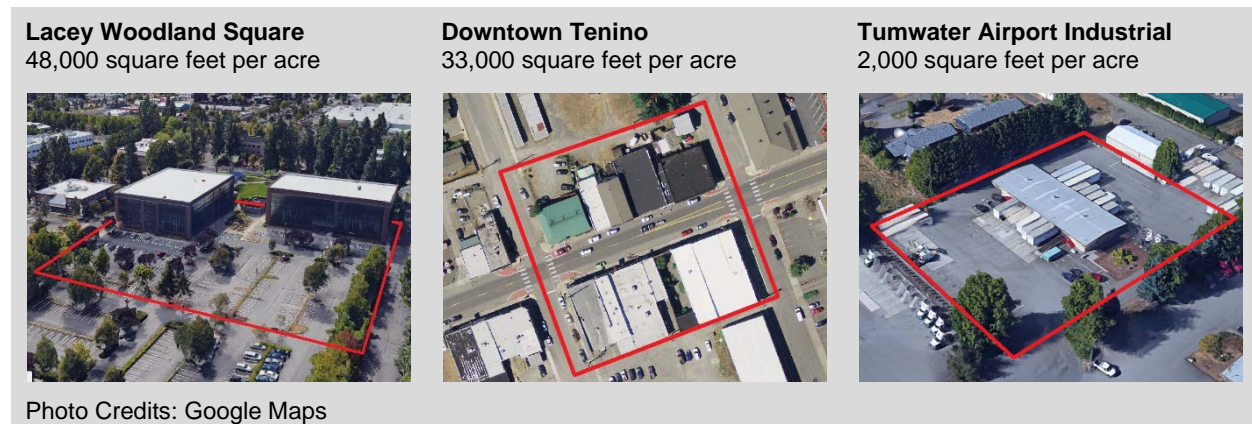 Lacey Woodland Square
48,000 square feet per acre
Downtown Tenino
33,000 square feet per acre
Tumwater Airport Industrial
2,000 square feet per acre
Photo Credits: Google Maps